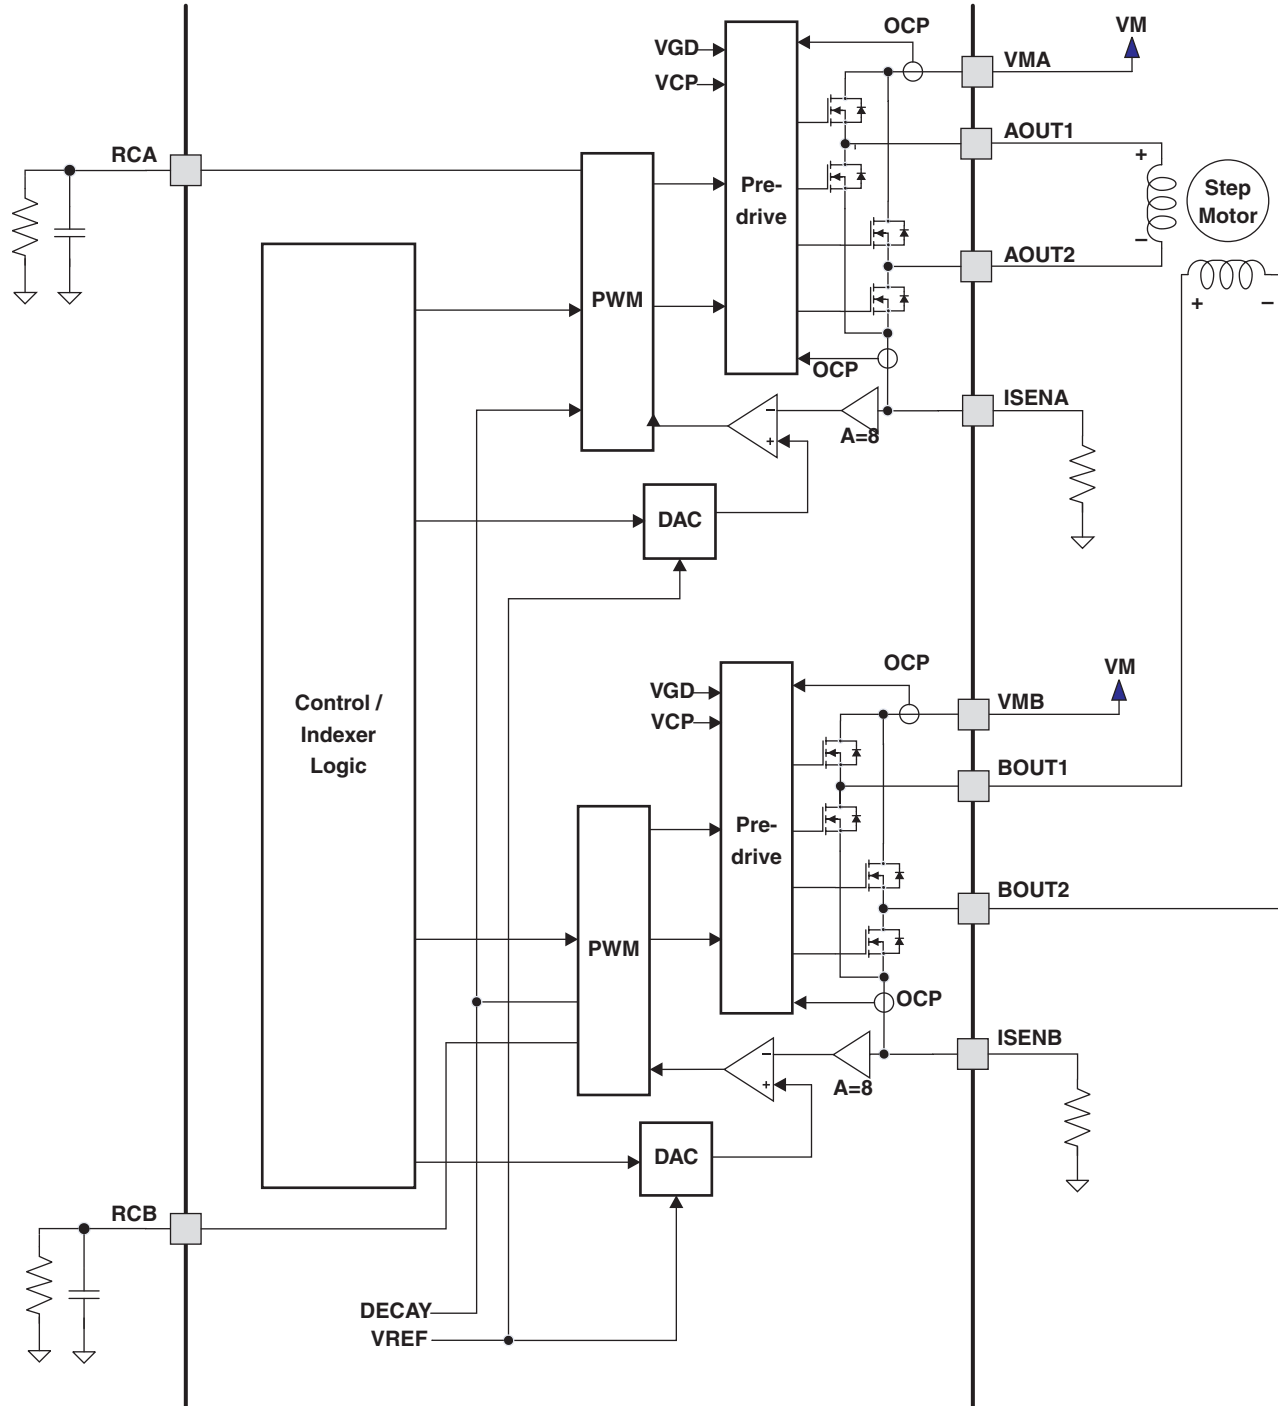 OCP
VM
VGD
VMA
VCP
AOUT1
RCA
+
Pre-
drive
Step
Motor
–
AOUT2
PWM
+
–
OCP
ISENA
–
+
A=8
DAC
OCP
VM
VGD
VMB
VCP
Control /
Indexer
Logic
BOUT1
Pre-
drive
BOUT2
PWM
OCP
ISENB
–
+
A=8
DAC
RCB
DECAY
VREF